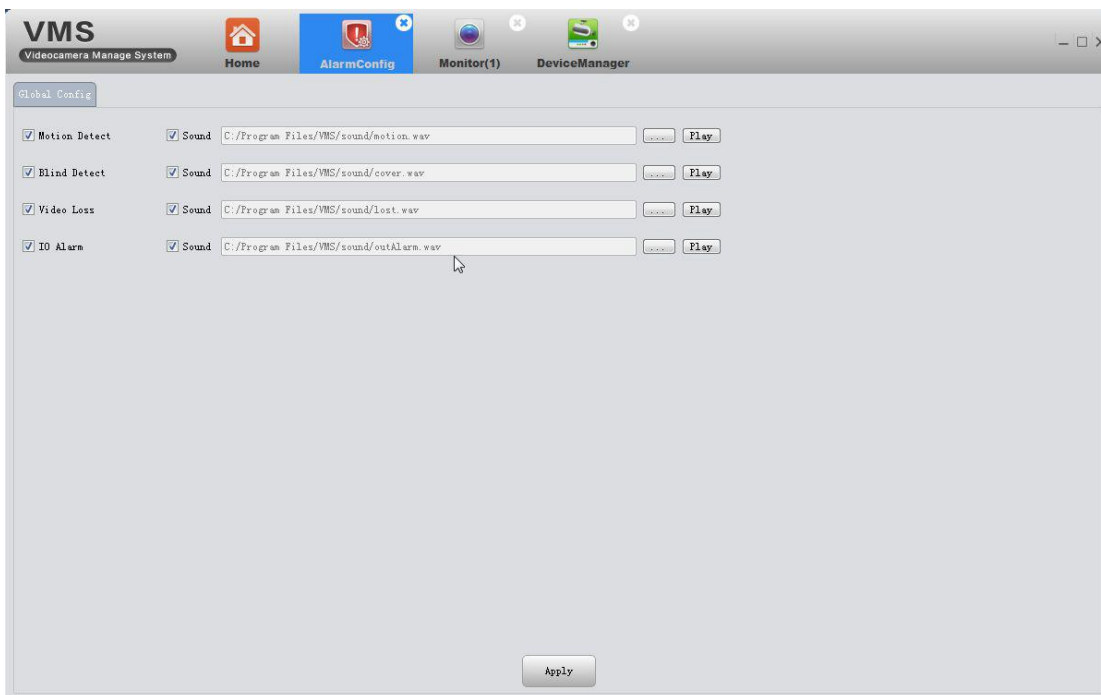 VMS
Videocamera Manage System
Home
AlarmConfig
Monitor(1)
DeviceManager
Global Config
Motion Detect Sound C:/Program Files/VMS/sound/motion.wav ... Play
Blind Detect Sound C:/Program Files/VMS/sound/cover.wav ... Play
Video Loss Sound C:/Program Files/VMS/sound/lost.wav ... Play
IO Alarm Sound C:/Program Files/VMS/sound/outAlarm.wav ... Play
Apply